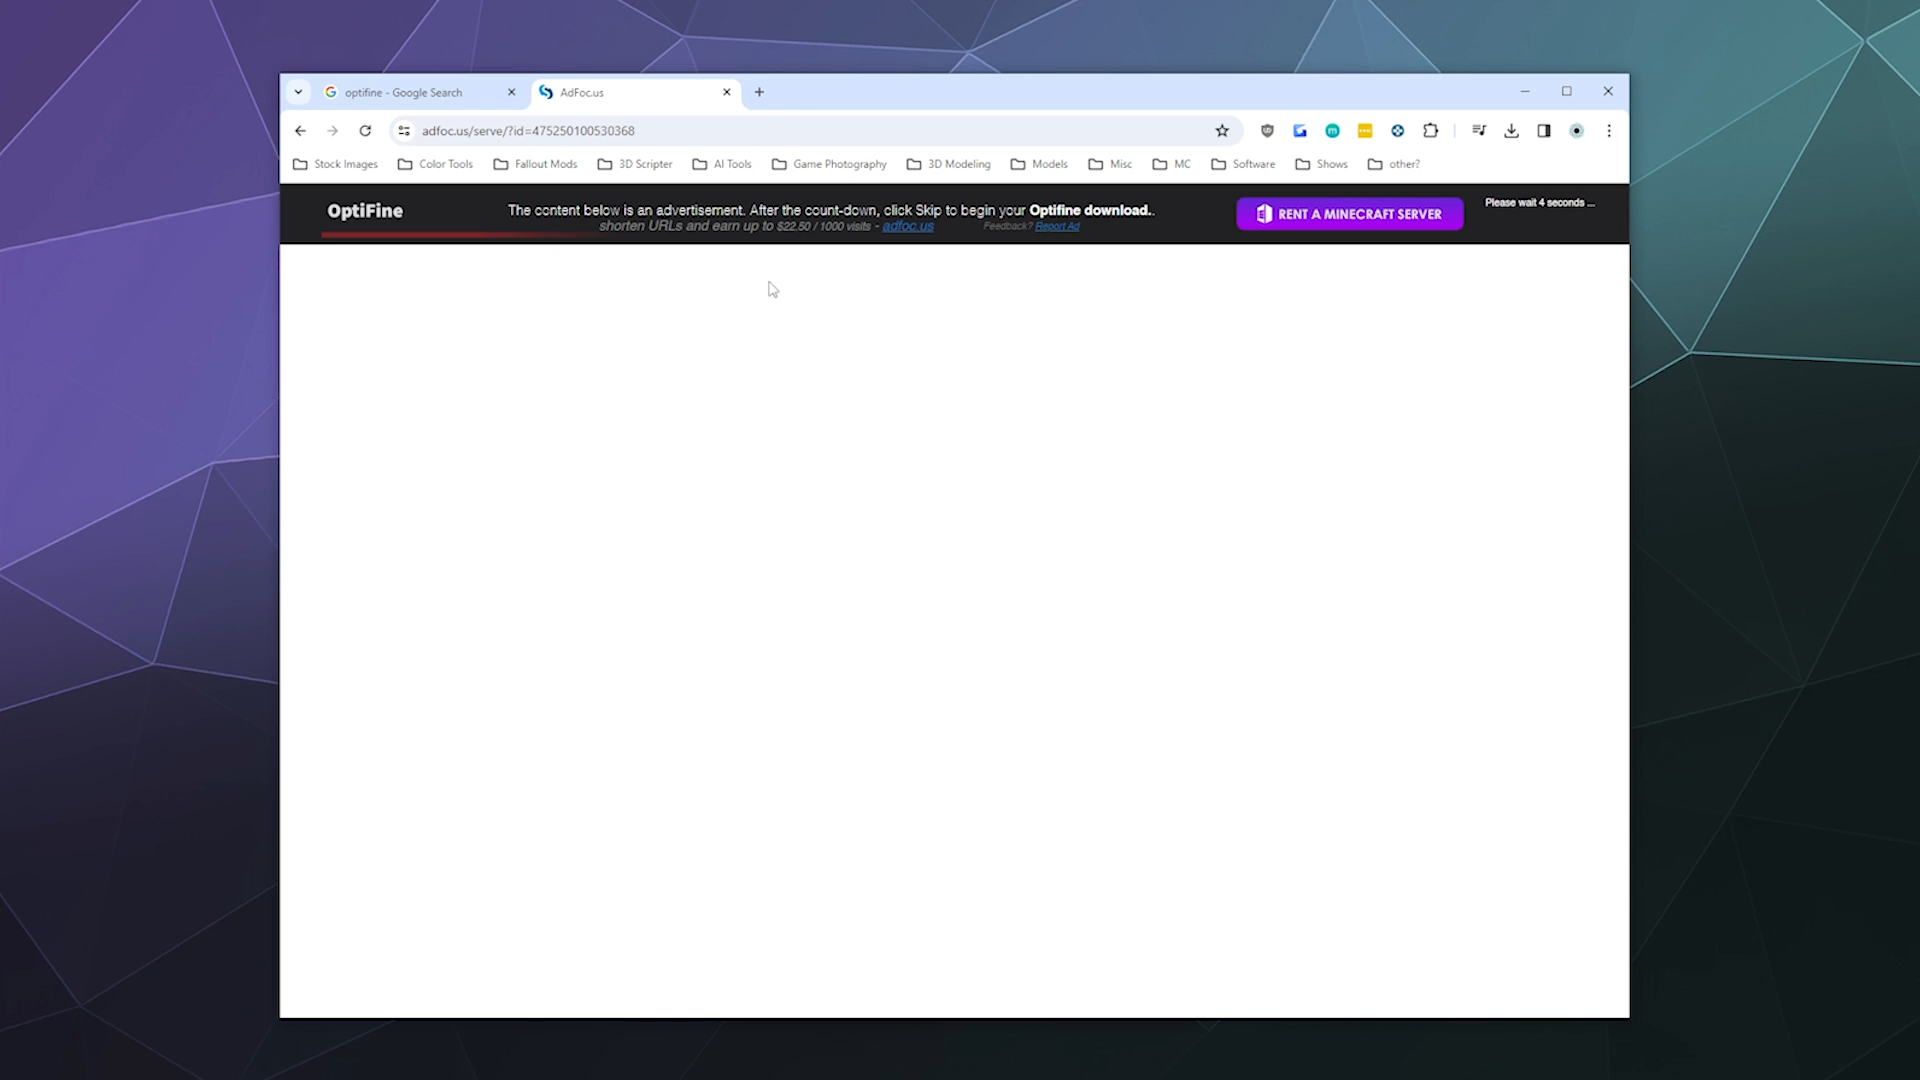 optifine - Google Search
AdFoc.us
adfoc.us/serve/?id=475250100530368
Stock Images
Color Tools
Fallout Mods
3D Scripter
AI Tools
Game Photography
3D Modeling
Models
Misc
MC
Software
Shows
other?
OptiFine
The content below is an advertisement. After the count-down, click Skip to begin your Optifine download..
shorten URLs and earn up to $22.50 / 1000 visits - adfoc.us
Feedback? Report Ad
RENT A MINECRAFT SERVER
Please wait 4 seconds ...